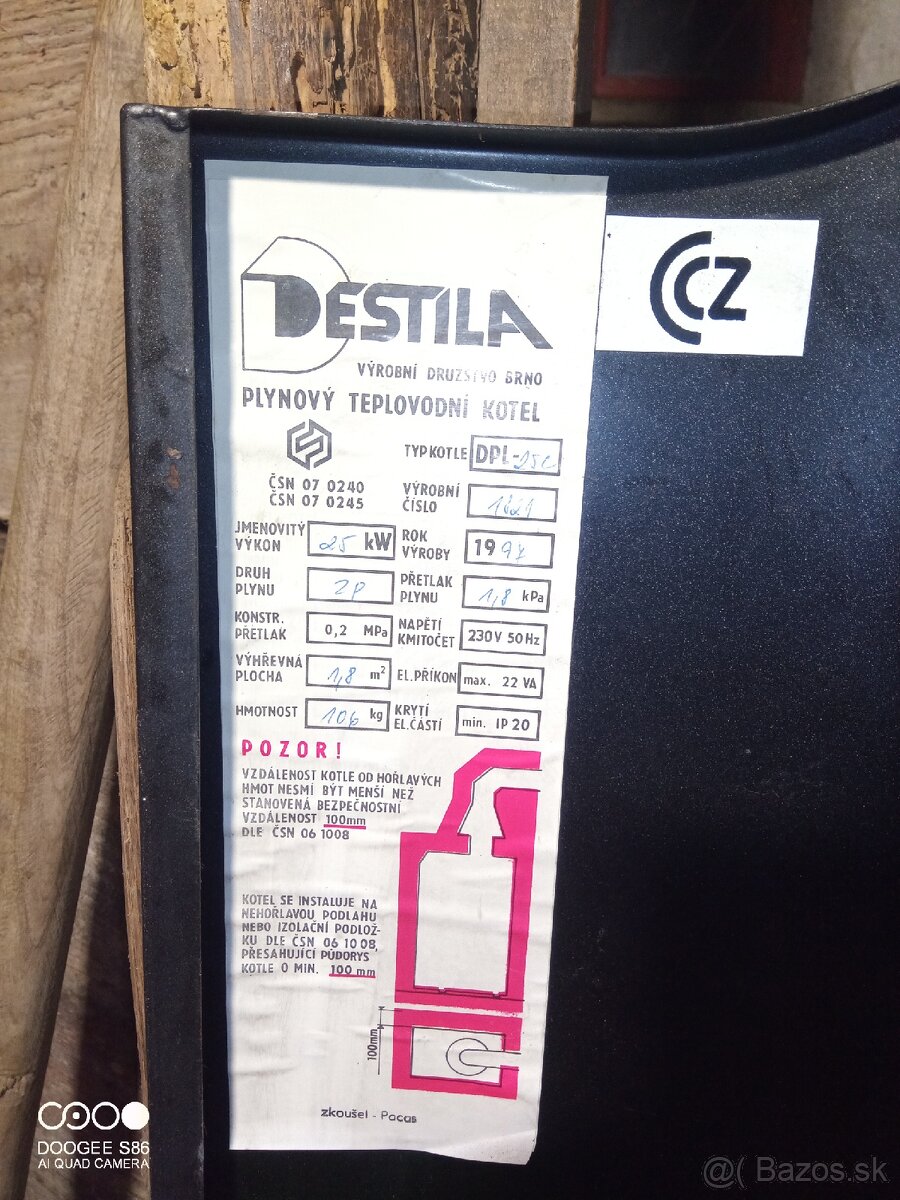 DESTILA
VÝROBNÍ DRUŽSTVO BRNO
PLYNOVÝ TEPLOVODNÍ KOTEL
CZ
ČSN 07 0240
ČSN 07 0245
TYP KOTLE DPL-25C
VÝROBNÍ ČÍSLO
JMENOVITÝ VÝKON 25 kW
ROK VÝROBY 199
DRUH PLYNU ZP
PŘETLAK PLYNU 1,8 kPa
KONSTR. PŘETLAK 0,2 MPa
NAPĚTÍ KMITOČET 230V 50Hz
VÝHŘEVNÁ PLOCHA 1,8 m²
EL.PŘÍKON max. 22 VA
HMOTNOST 106 kg
KRYTÍ EL.ČÁSTÍ min. IP 20
POZOR!
VZDÁLENOST KOTLE OD HOŘLAVÝCH
HMOT NESMÍ BÝT MENŠÍ NEŽ
STANOVENÁ BEZPEČNOSTNÍ
VZDÁLENOST 100mm
DLE ČSN 06 1008
KOTEL SE INSTALUJE NA
NEHOŘLAVOU PODLAHU
NEBO IZOLAČNÍ PODLOŽ-
KU DLE ČSN 06 10 08,
PŘESAHUJÍCÍ PŮDORYS
KOTLE O MIN. 100 mm
100mm
zkoušel - Pacas
DOOGEE S86
AI QUAD CAMERA
@( Bazos.sk